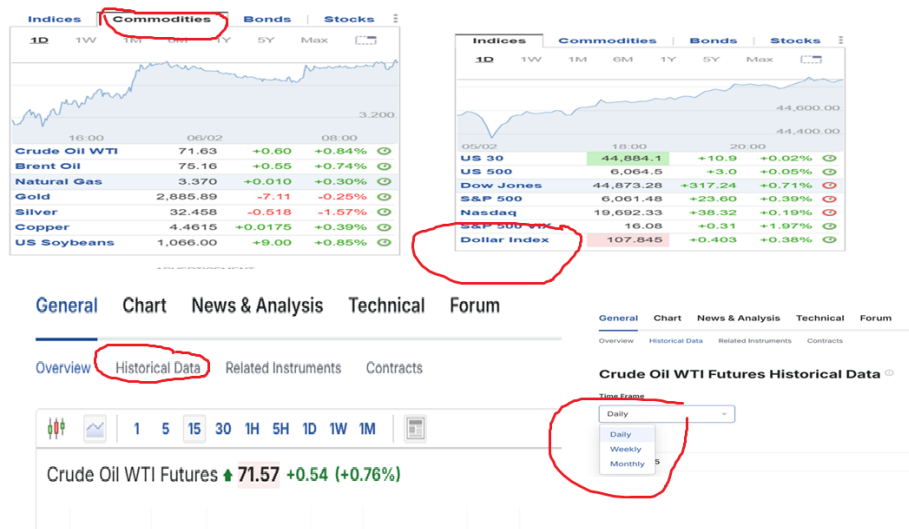 Indices Commodities Bonds Stocks
1D 1W 1M 6M 1Y 5Y Max
3.200
16:00 06/02 08:00
Crude Oil WTI 71.63 +0.60 +0.84%
Brent Oil 75.16 +0.55 +0.74%
Natural Gas 3.370 +0.010 +0.30%
Gold 2,885.89 -7.11 -0.25%
Silver 32.458 -0.518 -1.57%
Copper 4.4615 +0.0175 +0.39%
US Soybeans 1,066.00 +9.00 +0.85%
ADVERTISEMENT
Indices Commodities Bonds Stocks
1D 1W 1M 6M 1Y 5Y Max
44,600.00
44,400.00
05/02 18:00 20:00
US 30 44,884.1 +10.9 +0.02%
US 500 6,064.5 +3.0 +0.05%
Dow Jones 44,873.28 +317.24 +0.71%
S&P 500 6,061.48 +23.60 +0.39%
Nasdaq 19,692.33 +38.32 +0.19%
S&P 500 VIX 16.08 +0.31 +1.97%
Dollar Index 107.845 +0.403 +0.38%
General Chart News & Analysis Technical Forum
Overview Historical Data Related Instruments Contracts
1 5 15 30 1H 5H 1D 1W 1M
Crude Oil WTI Futures 71.57 +0.54 (+0.76%)
General Chart News & Analysis Technical Forum
Overview Historical Data Related Instruments Contracts
Crude Oil WTI Futures Historical Data
Time Frame
Daily
Daily
Weekly
Monthly 5